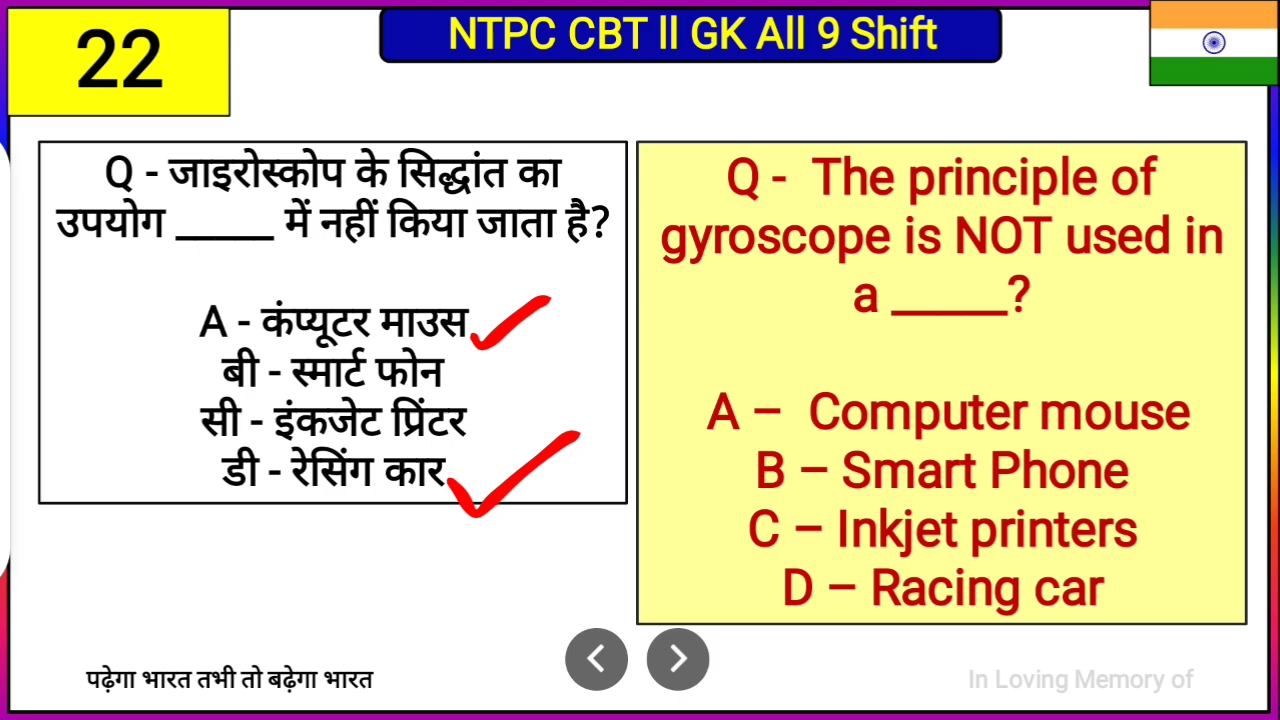 22
NTPC CBT ll GK All 9 Shift
Q - जाइरोस्कोप के सिद्धांत का
उपयोग _____ में नहीं किया जाता है?
A - कंप्यूटर माउस
बी - स्मार्ट फोन
सी - इंकजेट प्रिंटर
डी - रेसिंग कार
Q - The principle of
gyroscope is NOT used in
a _____?
A – Computer mouse
B – Smart Phone
C – Inkjet printers
D – Racing car
पढ़ेगा भारत तभी तो बढ़ेगा भारत
In Loving Memory of